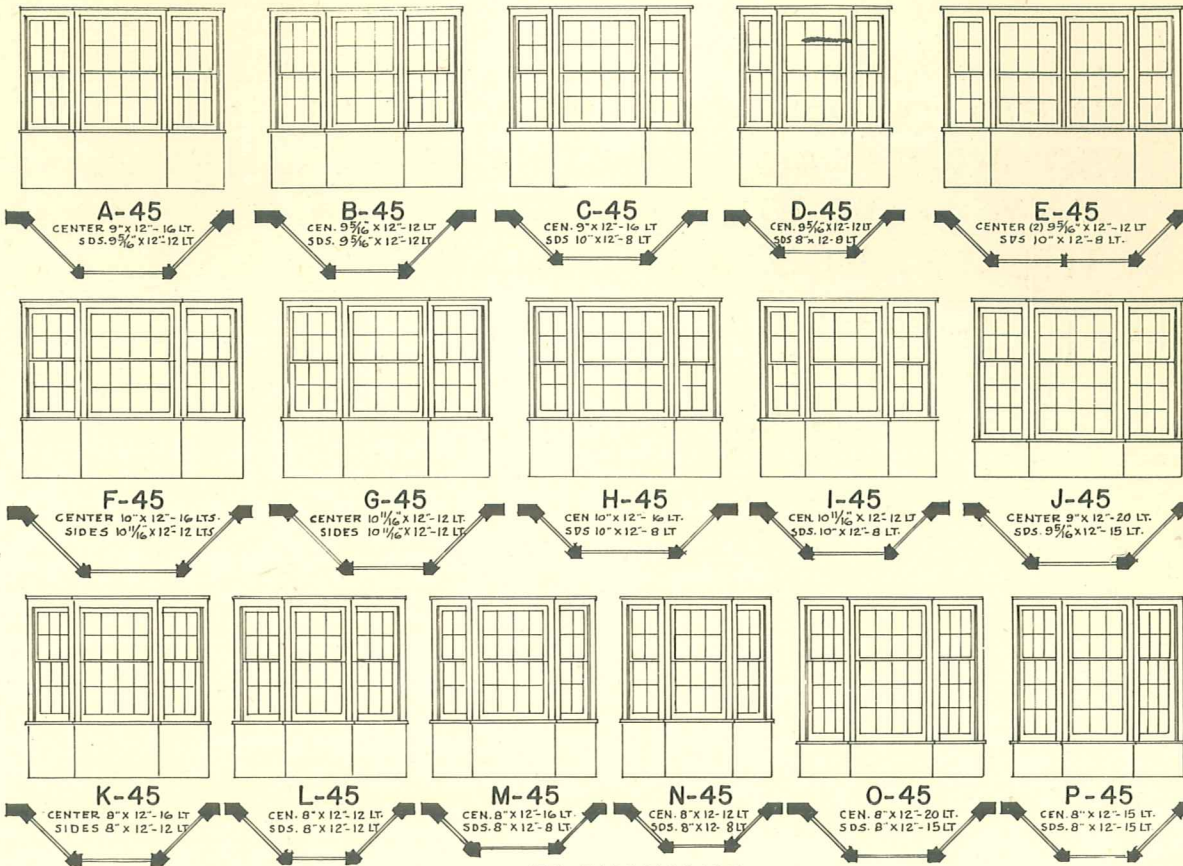 A-45
CENTER 9" X 12" - 16 LT.
SDS. 9 5/16" X 12" - 12 LT
B-45
CEN. 9 5/16" X 12" - 12 LT
SDS. 9 5/16" X 12" - 12 LT
C-45
CEN. 9" X 12" - 16 LT
SDS 10" X 12" - 8 LT
D-45
CEN. 9 5/16" X 12" - 12 LT
SDS 8" X 12 - 8 LT
E-45
CENTER (2) 9 5/16" X 12" - 12 LT
SDS 10" X 12" - 8 LT.
F-45
CENTER 10" X 12" - 16 LTS.
SIDES 10 11/16" X 12" - 12 LTS
G-45
CENTER 10 11/16" X 12" - 12 LT.
SIDES 10 11/16" X 12" - 12 LT.
H-45
CEN 10" X 12" - 16 LT.
SDS 10" X 12" - 8 LT
I-45
CEN. 10 11/16" X 12" - 12 LT
SDS. 10" X 12" - 8 LT.
J-45
CENTER 9" X 12" - 20 LT.
SDS. 9 5/16" X 12" - 15 LT.
K-45
CENTER 8" X 12" - 16 LT
SIDES 8" X 12" - 12 LT
L-45
CEN. 8" X 12" - 12 LT.
SDS. 8" X 12" - 12 LT
M-45
CEN. 8" X 12" - 16 LT.
SDS. 8" X 12" - 8 LT.
N-45
CEN. 8" X 12 - 12 LT
SDS. 8" X 12 - 8 LT
O-45
CEN. 8" X 12" - 20 LT.
SDS. 8" X 12" - 15 LT
P-45
CEN. 8" X 12" - 15 LT.
SDS. 8" X 12" - 15 LT.